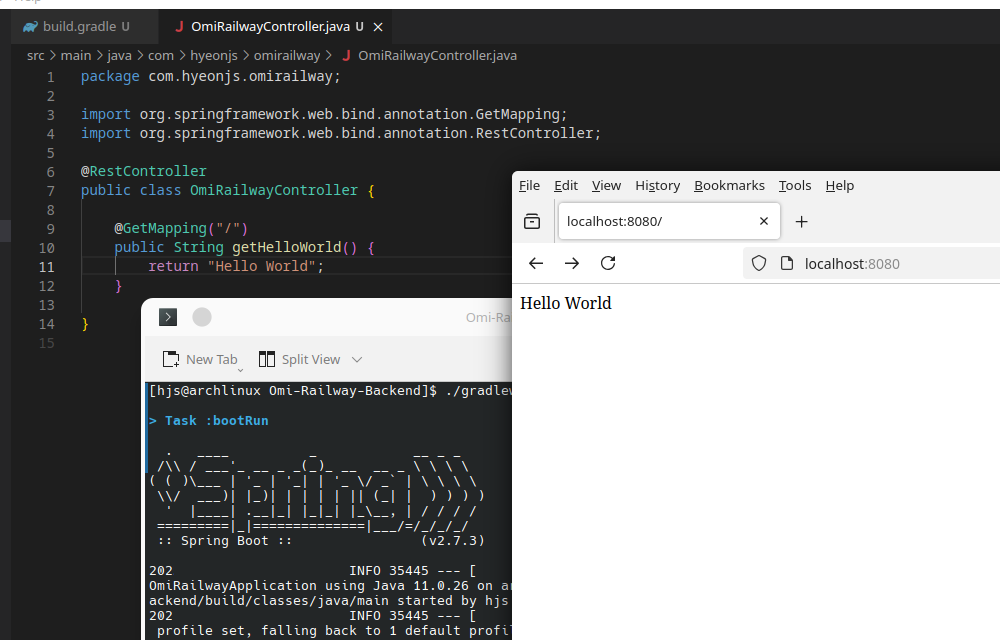 build.gradle U
OmiRailwayController.java U
src > main > java > com > hyeonjs > omirailway > OmiRailwayController.java
1 package com.hyeonjs.omirailway;
2
3 import org.springframework.web.bind.annotation.GetMapping;
4 import org.springframework.web.bind.annotation.RestController;
5
6 @RestController
7 public class OmiRailwayController {
8
9 @GetMapping("/")
10 public String getHelloWorld() {
11 return "Hello World";
12 }
13
14 }
15
File Edit View History Bookmarks Tools Help
localhost:8080/
localhost:8080
Hello World
Omi-Ra
New Tab Split View
[hjs@archlinux Omi-Railway-Backend]$ ./gradlew
> Task :bootRun
:: Spring Boot :: (v2.7.3)
202 INFO 35445 --- [
OmiRailwayApplication using Java 11.0.26 on ar
ackend/build/classes/java/main started by hjs
202 INFO 35445 --- [
profile set, falling back to 1 default profil